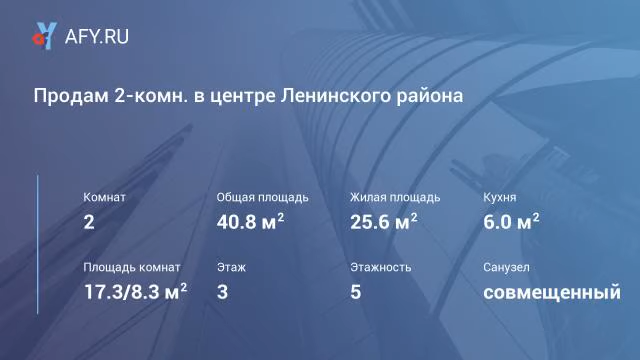 AFY.RU
Продам 2-комн. в центре Ленинского района
Комнат
2
Общая площадь
40.8 м²
Жилая площадь
25.6 м²
Кухня
6.0 м²
Площадь комнат
17.3/8.3 м²
Этаж
3
Этажность
5
Санузел
совмещенный